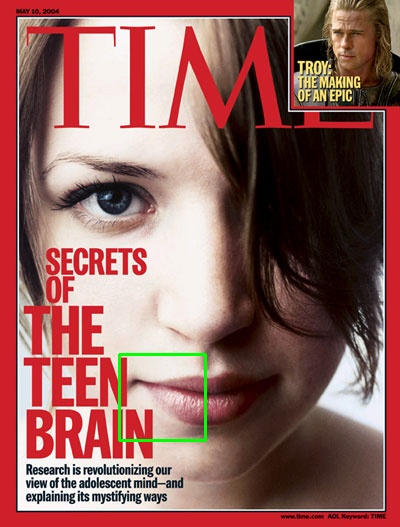 MAY 10, 2004
TIME
TROY:
THE MAKING
OF AN EPIC
SECRETS
OF
THE
TEEN
BRAIN
Research is revolutionizing our
view of the adolescent mind—and
explaining its mystifying ways
www.time.com AOL Keyword: TIME